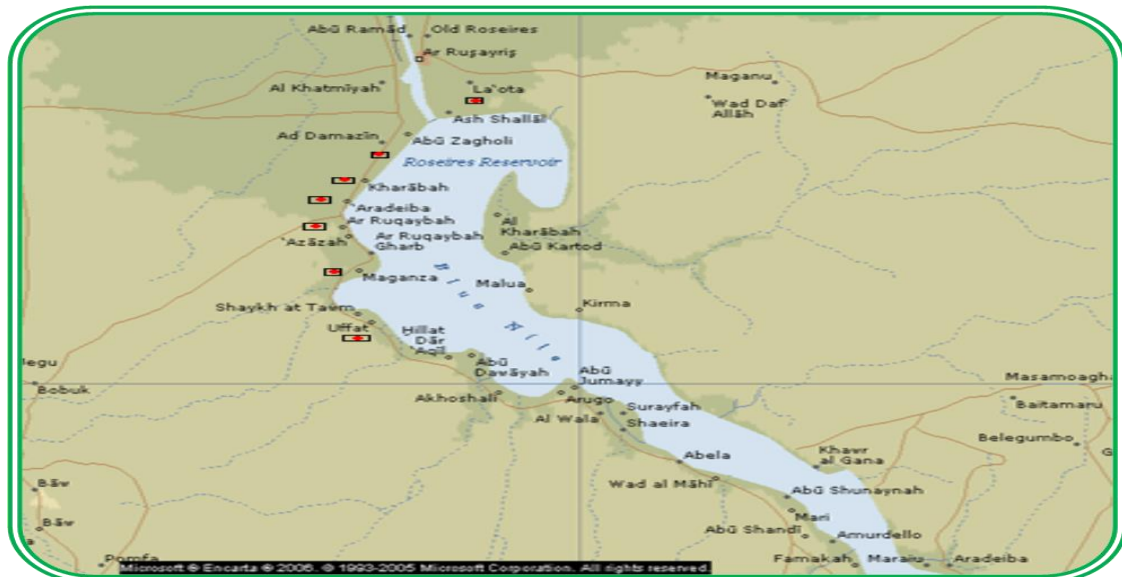 Abū Ramād
Old Roseires
Ar Ruşayriş
Al Khatmīyah
La`ota
Maganu
Wad Daf`
Allāh
Ash Shallāl
Ad Damazīn
Abū Zagholi
Roseires Reservoir
Kharābah
`Aradeiba
Ar Ruqaybah
Al
Kharābah
`Azāzah
Ar Ruqaybah
Gharb
Abū Kartod
Maganza
Malua
Blue Nile
Kirma
Shaykh at Tawm
Uffat
Hillat
Dār
`Aqīl
Abū
Dawāyah
Abū
Jumayy
legu
Bobuk
Masamoagha
Akhoshali
Arugo
Baitamaru
Al Wala
Surayfah
Shaeira
Belegumbo
G
Abela
Khawr
al Gana
Wad al Māhī
Bāw
Abū Shunaynah
Mari
Bāw
Abū Shandī
Amurdello
a
Pomfa
Famakah
Maraiu
Aradeiba
Microsoft ® Encarta ® 2006. © 1993-2005 Microsoft Corporation. All rights reserved.